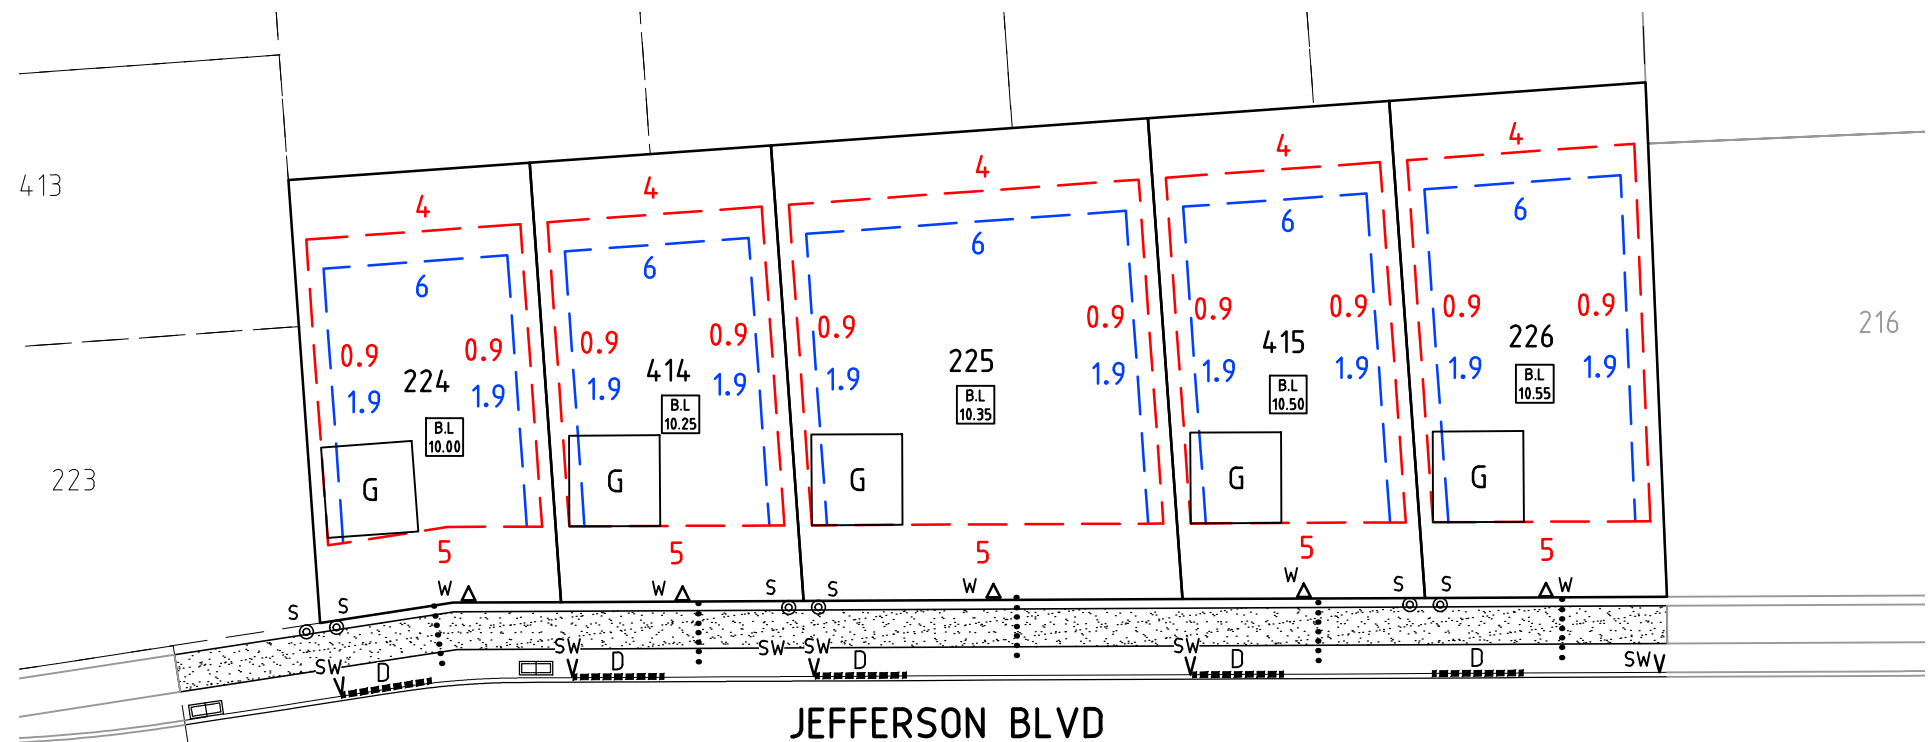 4
4
4
4
4
413
6
6
6
6
6
0.9
0.9
0.9
0.9
0.9
0.9
0.9
0.9
0.9
0.9
216
224
414
225
415
226
1.9
1.9
1.9
1.9
1.9
1.9
1.9
1.9
1.9
1.9
B.L
10.00
B.L
10.25
B.L
10.35
B.L
10.50
B.L
10.55
223
G
G
G
G
G
5
5
5
5
5
S
S
W
W
S
S
W
W
S
S
W
SW
D
SW
D
SW
SW
D
SW
D
D
SW
V
V
V
V
V
JEFFERSON BLVD